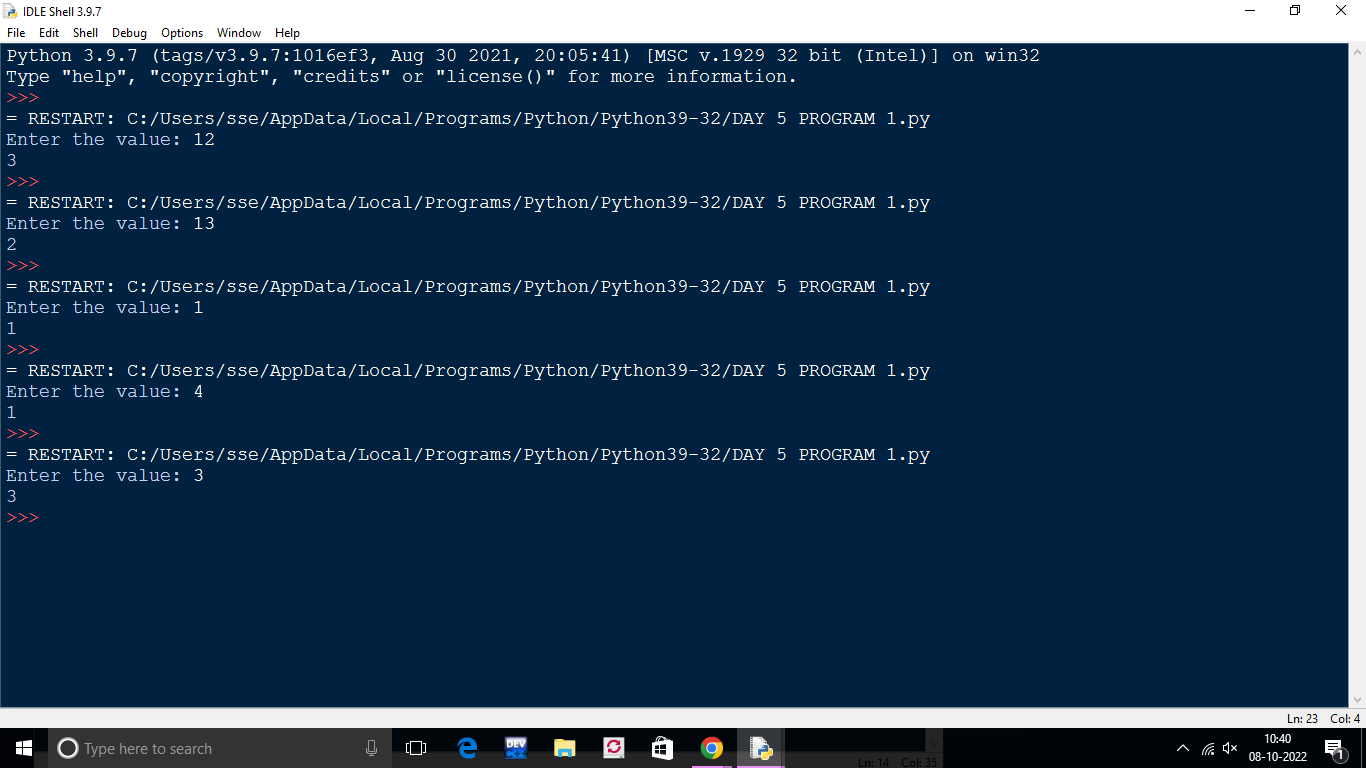 IDLE Shell 3.9.7
File Edit Shell Debug Options Window Help
Python 3.9.7 (tags/v3.9.7:1016ef3, Aug 30 2021, 20:05:41) [MSC v.1929 32 bit (Intel)] on win32
Type "help", "copyright", "credits" or "license()" for more information.
>>>
= RESTART: C:/Users/sse/AppData/Local/Programs/Python/Python39-32/DAY 5 PROGRAM 1.py
Enter the value: 12
3
>>>
= RESTART: C:/Users/sse/AppData/Local/Programs/Python/Python39-32/DAY 5 PROGRAM 1.py
Enter the value: 13
2
>>>
= RESTART: C:/Users/sse/AppData/Local/Programs/Python/Python39-32/DAY 5 PROGRAM 1.py
Enter the value: 1
1
>>>
= RESTART: C:/Users/sse/AppData/Local/Programs/Python/Python39-32/DAY 5 PROGRAM 1.py
Enter the value: 4
1
>>>
= RESTART: C:/Users/sse/AppData/Local/Programs/Python/Python39-32/DAY 5 PROGRAM 1.py
Enter the value: 3
3
>>>
Ln: 23 Col: 4
Type here to search
DEV
Ln: 14 Col: 35
10:40
08-10-2022
1